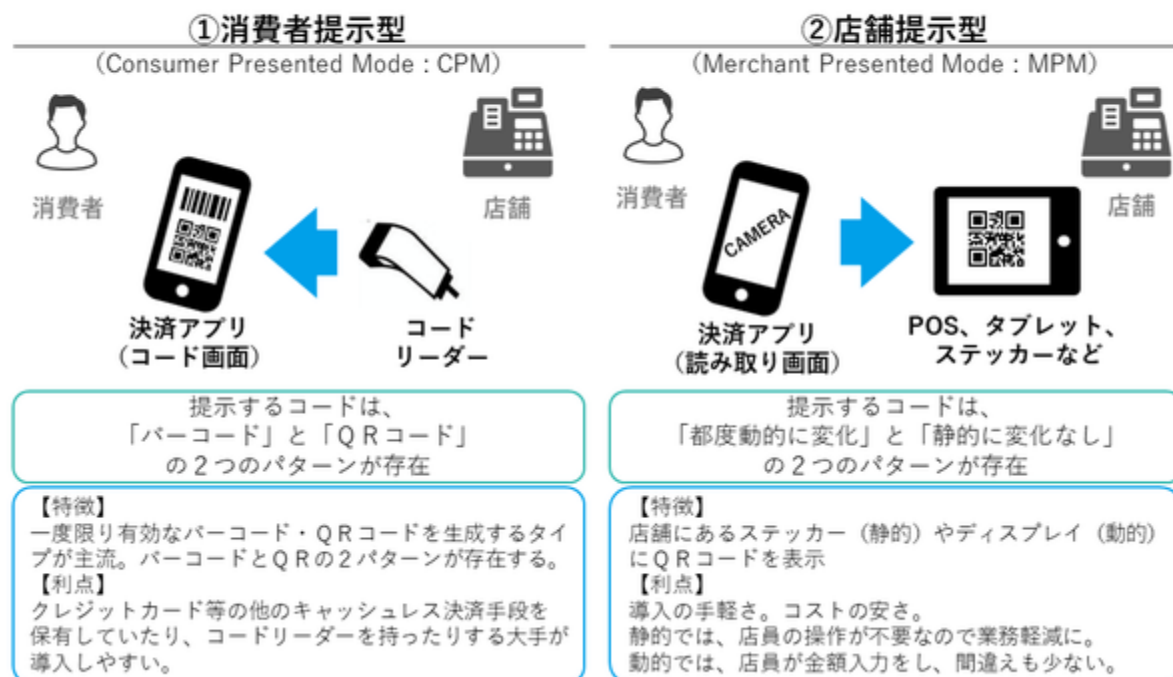 ①消費者提示型
(Consumer Presented Mode : CPM)
消費者
店舗
決済アプリ
(コード画面)
コード
リーダー
提示するコードは、
「バーコード」と「ＱＲコード」
の２つのパターンが存在
【特徴】
一度限り有効なバーコード・ＱＲコードを生成するタイ
プが主流。バーコードとＱＲの２パターンが存在する。
【利点】
クレジットカード等の他のキャッシュレス決済手段を
保有していたり、コードリーダーを持ったりする大手が
導入しやすい。
②店舗提示型
(Merchant Presented Mode : MPM)
消費者
店舗
CAMERA
決済アプリ
(読み取り画面)
POS、タブレット、
ステッカーなど
提示するコードは、
「都度動的に変化」と「静的に変化なし」
の２つのパターンが存在
【特徴】
店舗にあるステッカー（静的）やディスプレイ（動的）
にＱＲコードを表示
【利点】
導入の手軽さ。コストの安さ。
静的では、店員の操作が不要なので業務軽減に。
動的では、店員が金額入力をし、間違えも少ない。